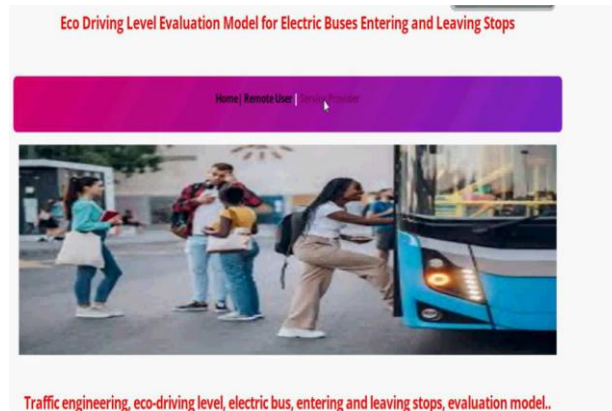 Eco Driving Level Evaluation Model for Electric Buses Entering and Leaving Stops
Home | Remote User | Service Provider
Traffic engineering, eco-driving level, electric bus, entering and leaving stops, evaluation model..